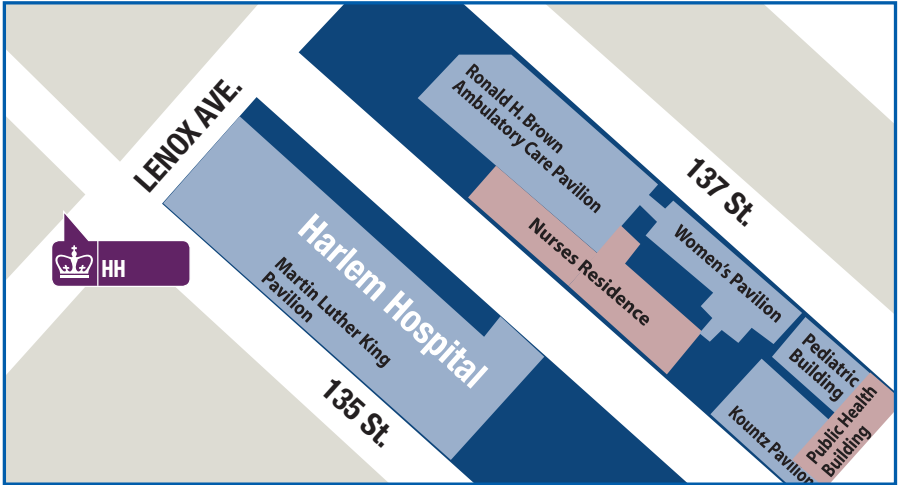 LENOX AVE.
Ronald H. Brown
Ambulatory Care Pavilion
137 St.
Nurses Residence
Women's Pavilion
HH
Harlem Hospital
Martin Luther King
Pavilion
Pediatric
Building
135 St.
Kountz Pavilion
Public Health
Building